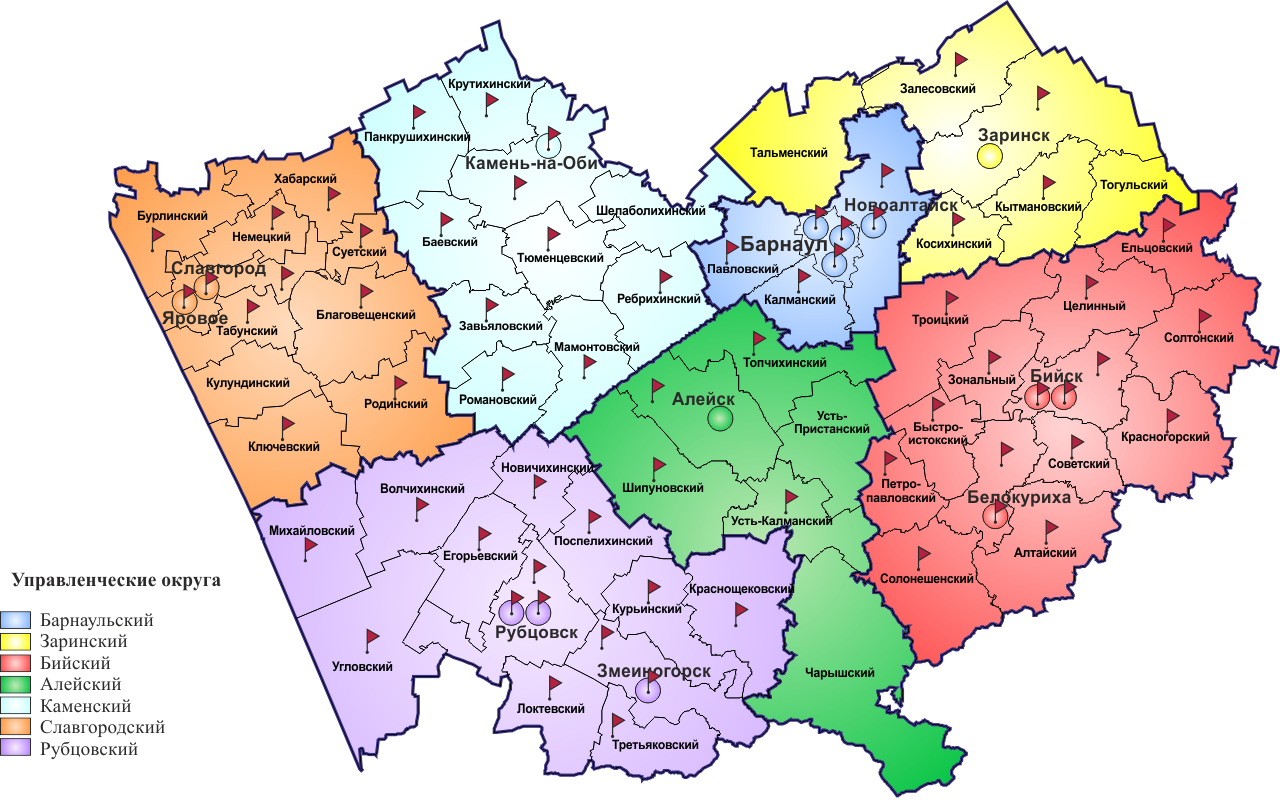 Крутихинский
Залесовский
Панкрушихинский
Заринск
Камень-на-Оби
Тальменский
Хабарский
Тогульский
Кытмановский
Новоалтайск
Шелаболихинский
Бурлинский
Немецкий
Баевский
Суетский
Барнаул
Косихинский
Ельцовский
Тюменцевский
Славгород
Павловский
Ребрихинский
Калманский
Целинный
Яровое
Благовещенский
Троицкий
Табунский
Завьяловский
Солтонский
Мамонтовский
Топчихинский
Кулундинский
Зональный
Бийск
Родинский
Романовский
Алейск
Усть-
Пристанский
Быстро-
истокский
Красногорский
Ключевский
Новичихинский
Советский
Волчихинский
Шипуновский
Петро-
павловский
Белокуриха
Михайловский
Усть-Калманский
Поспелихинский
Егорьевский
Алтайский
Солонешенский
Краснощековский
Курьинский
Рубцовск
Угловский
Змеиногорск
Чарышский
Локтевский
Третьяковский
Управленческие округа
Барнаульский
Заринский
Бийский
Алейский
Каменский
Славгородский
Рубцовский